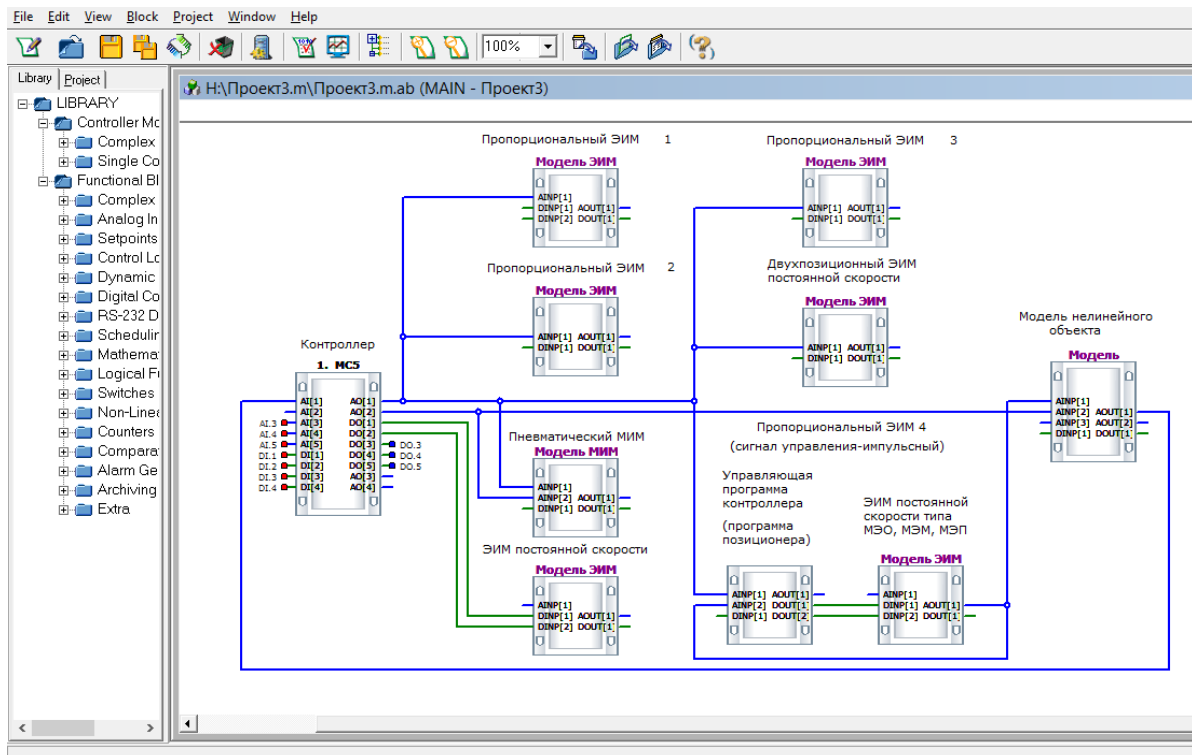 File Edit View Block Project Window Help
100%
Library Project
H:\Проект3.m\Проект3.m.ab (MAIN - Проект3)
LIBRARY
Controller Mo
Complex
Single Co
Functional Bl
Complex
Analog In
Setpoints
Control Lo
Dynamic
Digital Co
RS-232 D
Schedulin
Mathema
Logical Fu
Switches
Non-Linea
Counters
Compara
Alarm Ge
Archiving
Extra
Пропорциональный ЭИМ 1
Модель ЭИМ
AINP[1]
DINP[1] AOUT[1]
DINP[2] DOUT[1]
Пропорциональный ЭИМ 3
Модель ЭИМ
AINP[1] AOUT[1]
DINP[1] DOUT[1]
Пропорциональный ЭИМ 2
Модель ЭИМ
AINP[1] AOUT[1]
DINP[1] DOUT[1]
Двухпозиционный ЭИМ
постоянной скорости
Модель ЭИМ
AINP[1] AOUT[1]
DINP[1] DOUT[1]
Модель нелинейного
объекта
Модель
AINP[1]
AINP[2] AOUT[1]
AINP[3] AOUT[2]
DINP[1] DOUT[1]
Контроллер
1. MC5
AI[1] AO[1]
AI[2] AO[2]
AI.3 AI[3] DO[1]
AI.4 AI[4] DO[2]
AI.5 AI[5] DO[3] DO.3
DI.1 DI[1] DO[4] DO.4
DI.2 DI[2] DO[5] DO.5
DI.3 DI[3] AO[3]
DI.4 DI[4] AO[4]
Пневматический МИМ
Модель МИМ
AINP[1]
AINP[2] AOUT[1]
DINP[1] DOUT[1]
Пропорциональный ЭИМ 4
(сигнал управления-импульсный)
Управляющая
программа
контроллера
(программа
позиционера)
AINP[1] AOUT[1]
AINP[2] DOUT[1]
DINP[1] DOUT[2]
ЭИМ постоянной
скорости типа
МЭО, МЭМ, МЭП
Модель ЭИМ
AINP[1]
DINP[1] AOUT[1]
DINP[2] DOUT[1]
ЭИМ постоянной скорости
Модель ЭИМ
AINP[1]
DINP[1] AOUT[1]
DINP[2] DOUT[1]